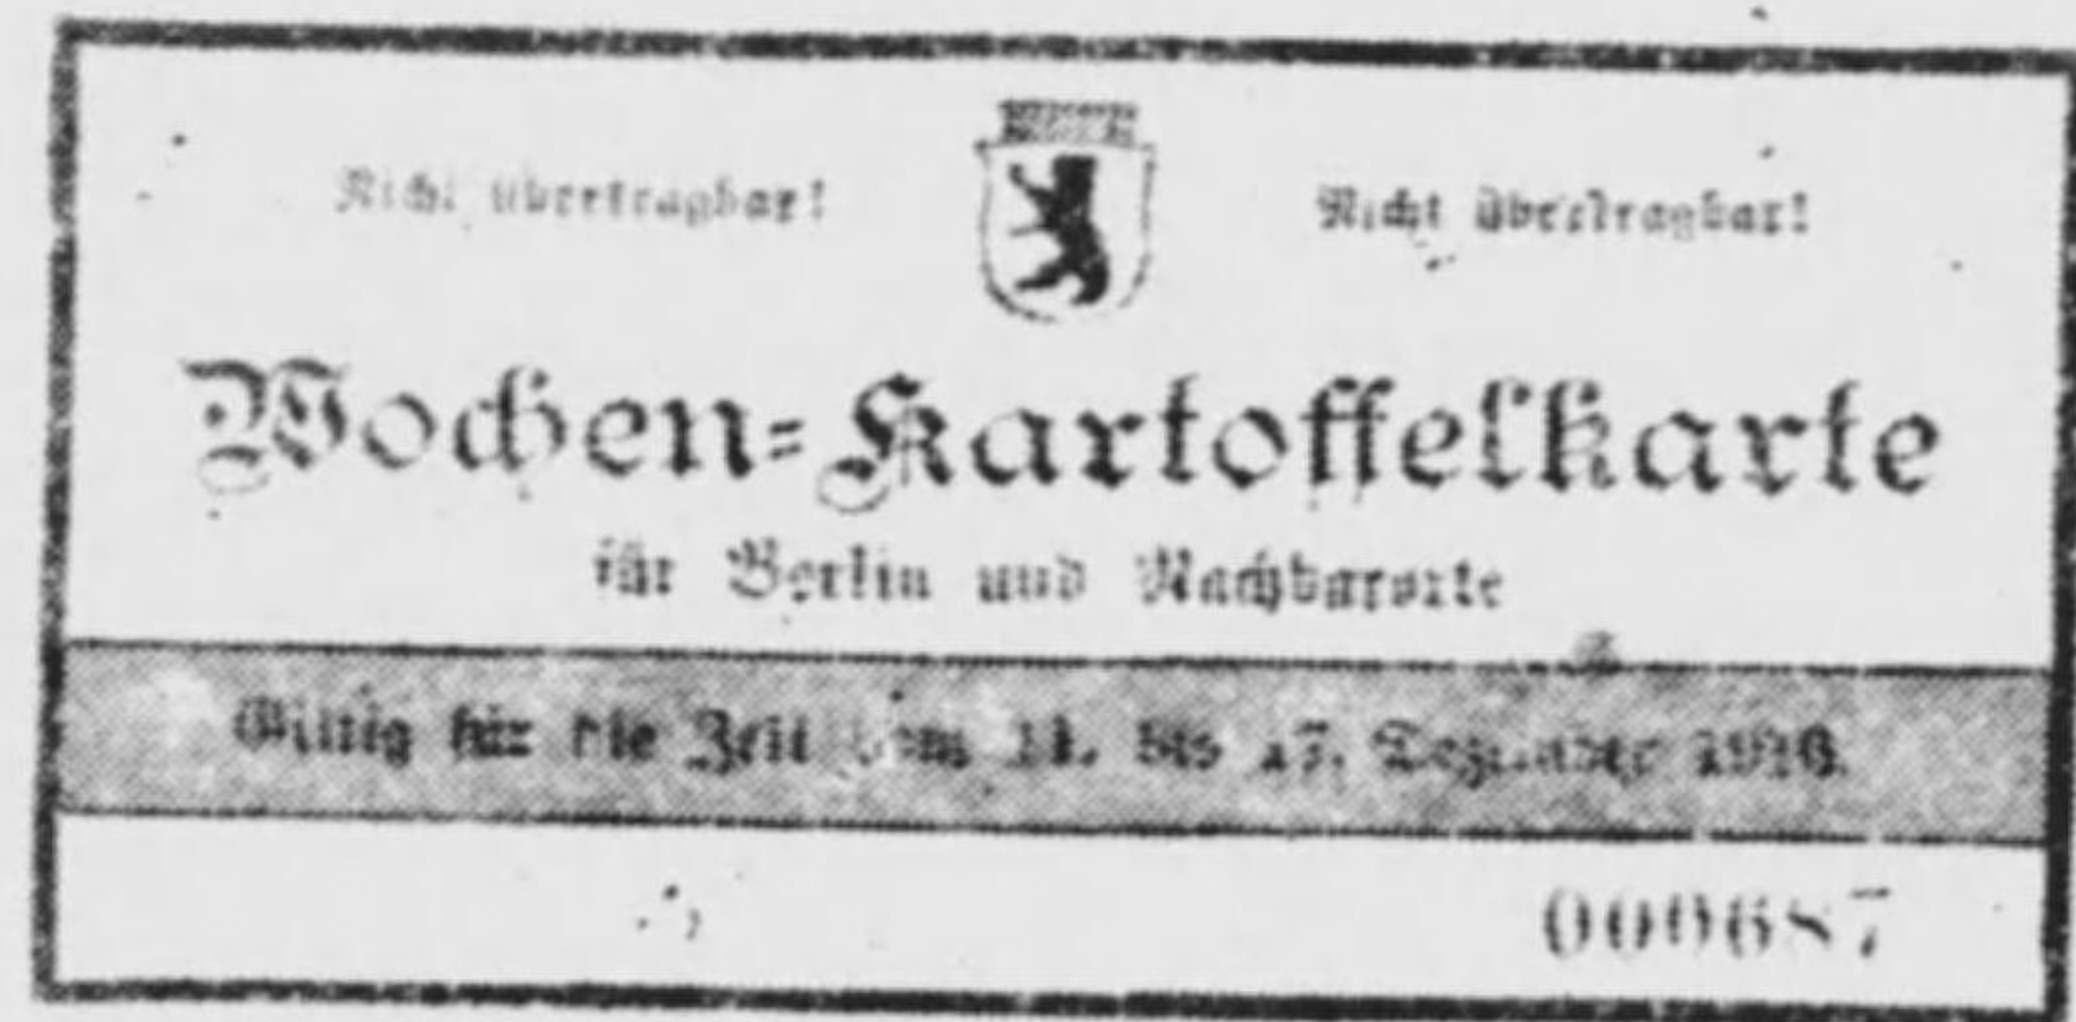 Nicht übertragbar! Nicht übertragbar!
Wochen-Kartoffelkarte
für Berlin und Nachbarorte
Gültig für die Zeit vom 11. bis 17. Dezember 1916.
000687